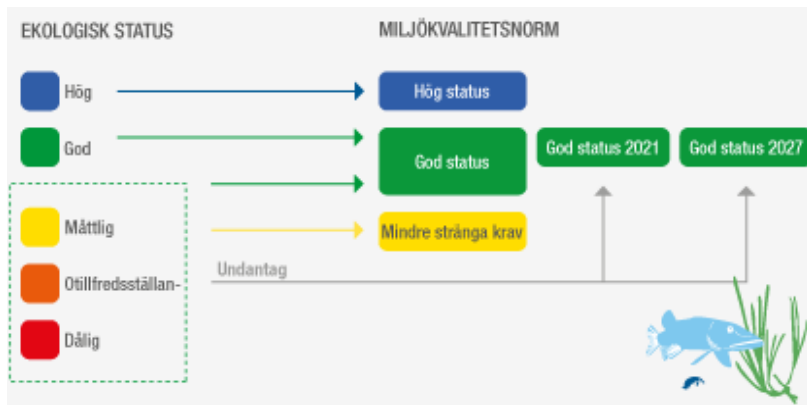 EKOLOGISK STATUS
MILJÖKVALITETSNORM
Hög
Hög status
God
God status
God status 2021
God status 2027
Måttlig
Mindre stränga krav
Undantag
Otillfredsställan-
Dålig